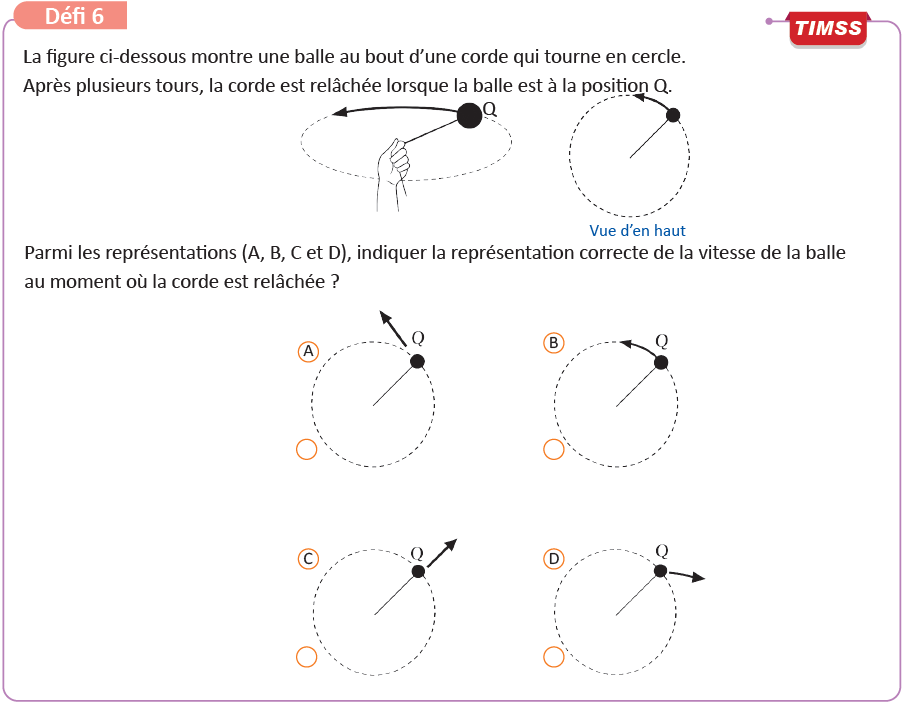 Défi 6
TIMSS
La figure ci-dessous montre une balle au bout d’une corde qui tourne en cercle.
Après plusieurs tours, la corde est relâchée lorsque la balle est à la position Q.
Q
Vue d’en haut
Parmi les représentations (A, B, C et D), indiquer la représentation correcte de la vitesse de la balle
au moment où la corde est relâchée ?
A
Q
B
Q
C
Q
D
Q